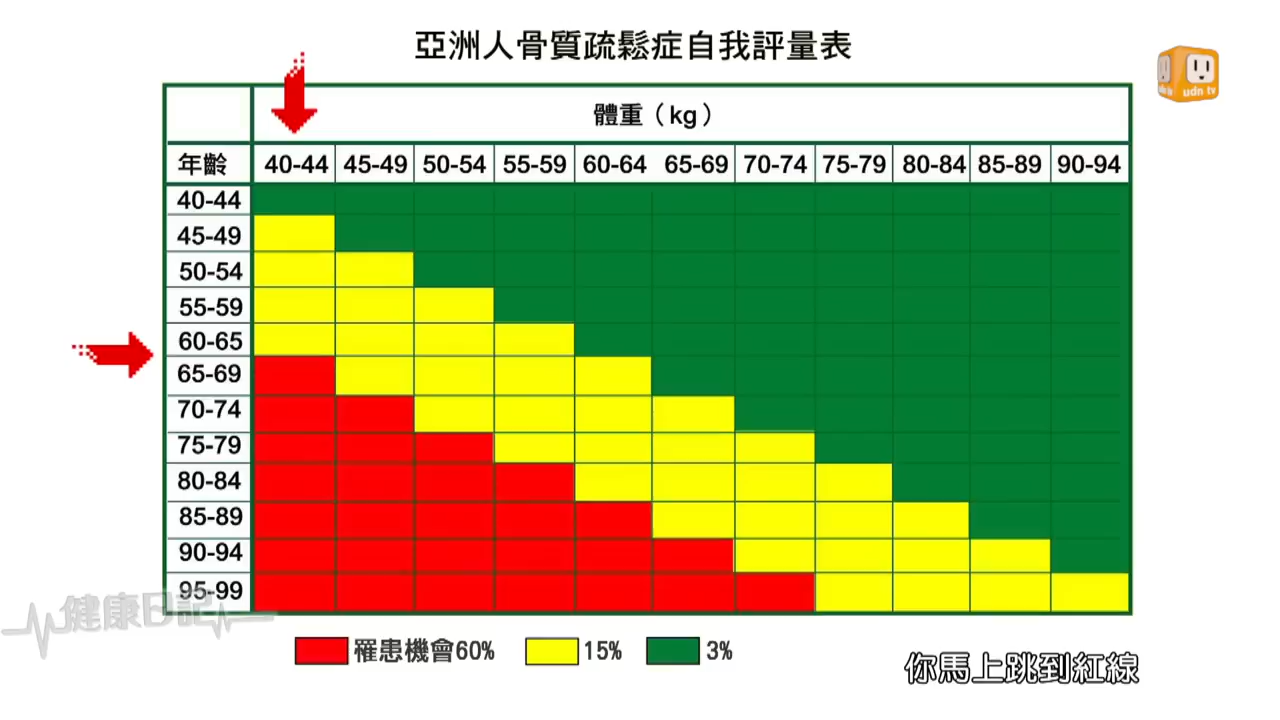 亞洲人骨質疏鬆症自我評量表
udn tv
udn tv
體重（kg）
年齡 40-44 45-49 50-54 55-59 60-64 65-69 70-74 75-79 80-84 85-89 90-94
40-44
45-49
50-54
55-59
60-65
65-69
70-74
75-79
80-84
85-89
90-94
95-99
健康日記
罹患機會60% 15% 3%
你馬上跳到紅線